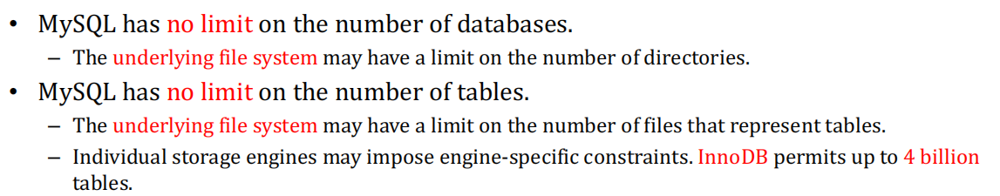 • MySQL has no limit on the number of databases.
– The underlying file system may have a limit on the number of directories.
• MySQL has no limit on the number of tables.
– The underlying file system may have a limit on the number of files that represent tables.
– Individual storage engines may impose engine-specific constraints. InnoDB permits up to 4 billion
tables.